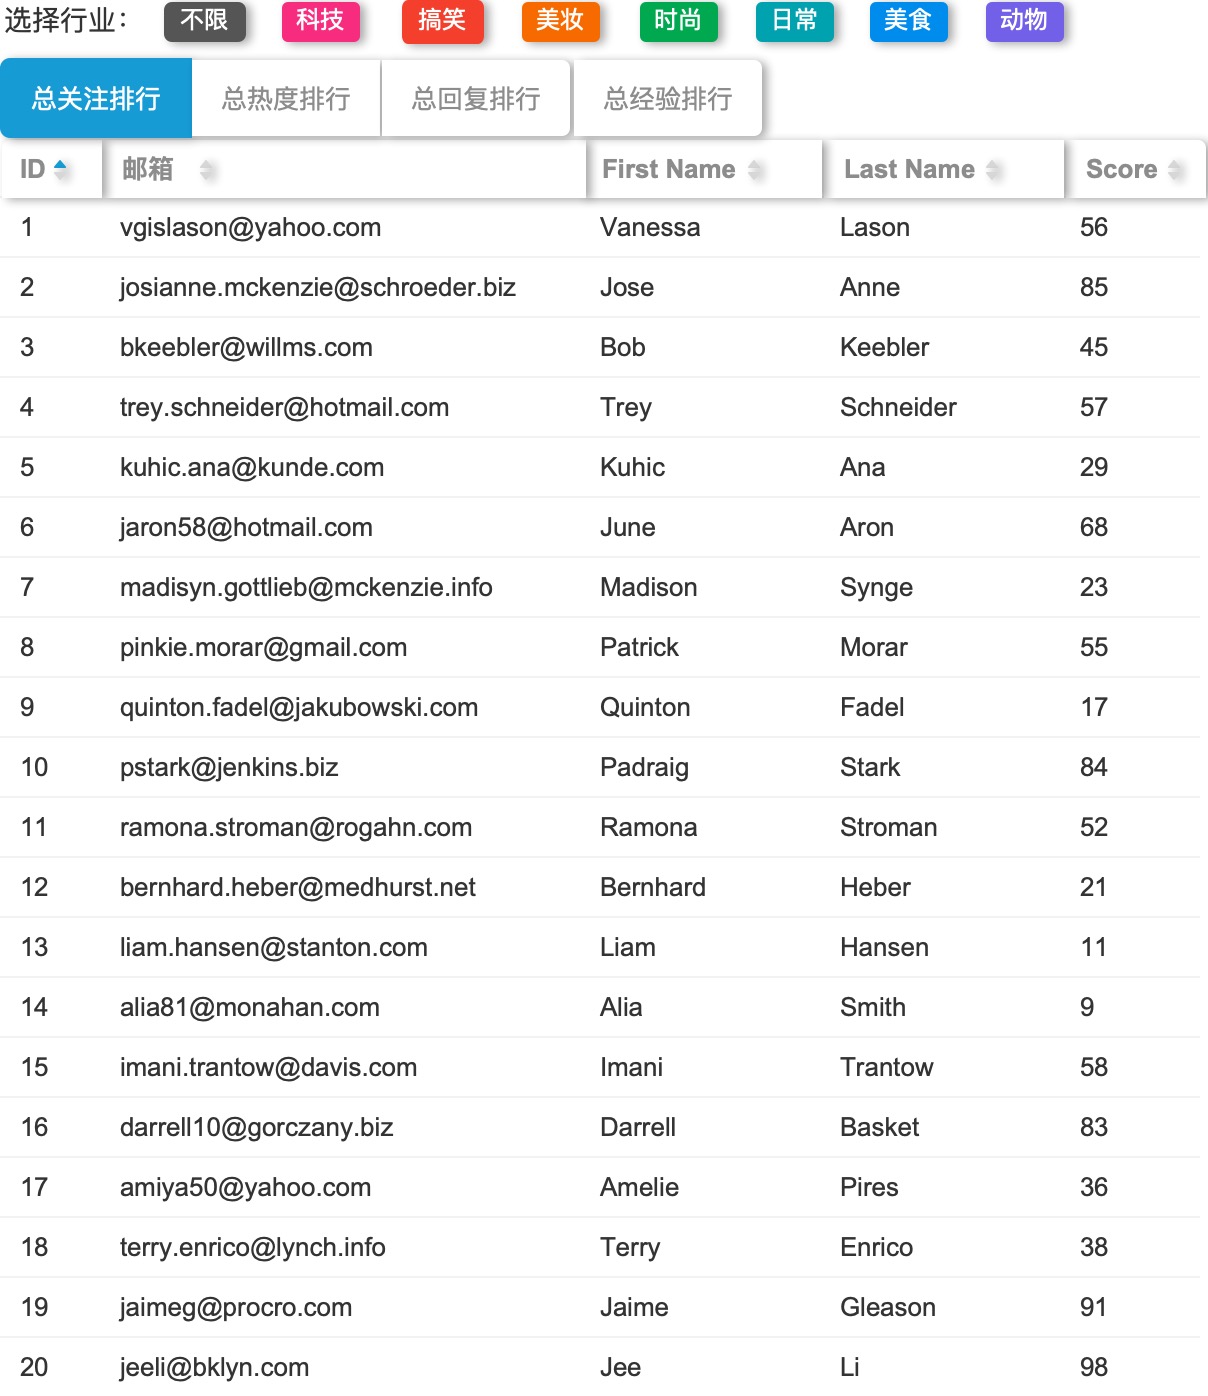 选择行业： 不限 科技 搞笑 美妆 时尚 日常 美食 动物
总关注排行 总热度排行 总回复排行 总经验排行
ID 邮箱 First Name Last Name Score
1 vgislason@yahoo.com Vanessa Lason 56
2 josianne.mckenzie@schroeder.biz Jose Anne 85
3 bkeebler@willms.com Bob Keebler 45
4 trey.schneider@hotmail.com Trey Schneider 57
5 kuhic.ana@kunde.com Kuhic Ana 29
6 jaron58@hotmail.com June Aron 68
7 madisyn.gottlieb@mckenzie.info Madison Synge 23
8 pinkie.morar@gmail.com Patrick Morar 55
9 quinton.fadel@jakubowski.com Quinton Fadel 17
10 pstark@jenkins.biz Padraig Stark 84
11 ramona.stroman@rogahn.com Ramona Stroman 52
12 bernhard.heber@medhurst.net Bernhard Heber 21
13 liam.hansen@stanton.com Liam Hansen 11
14 alia81@monahan.com Alia Smith 9
15 imani.trantow@davis.com Imani Trantow 58
16 darrell10@gorczany.biz Darrell Basket 83
17 amiya50@yahoo.com Amelie Pires 36
18 terry.enrico@lynch.info Terry Enrico 38
19 jaimeg@procro.com Jaime Gleason 91
20 jeeli@bklyn.com Jee Li 98